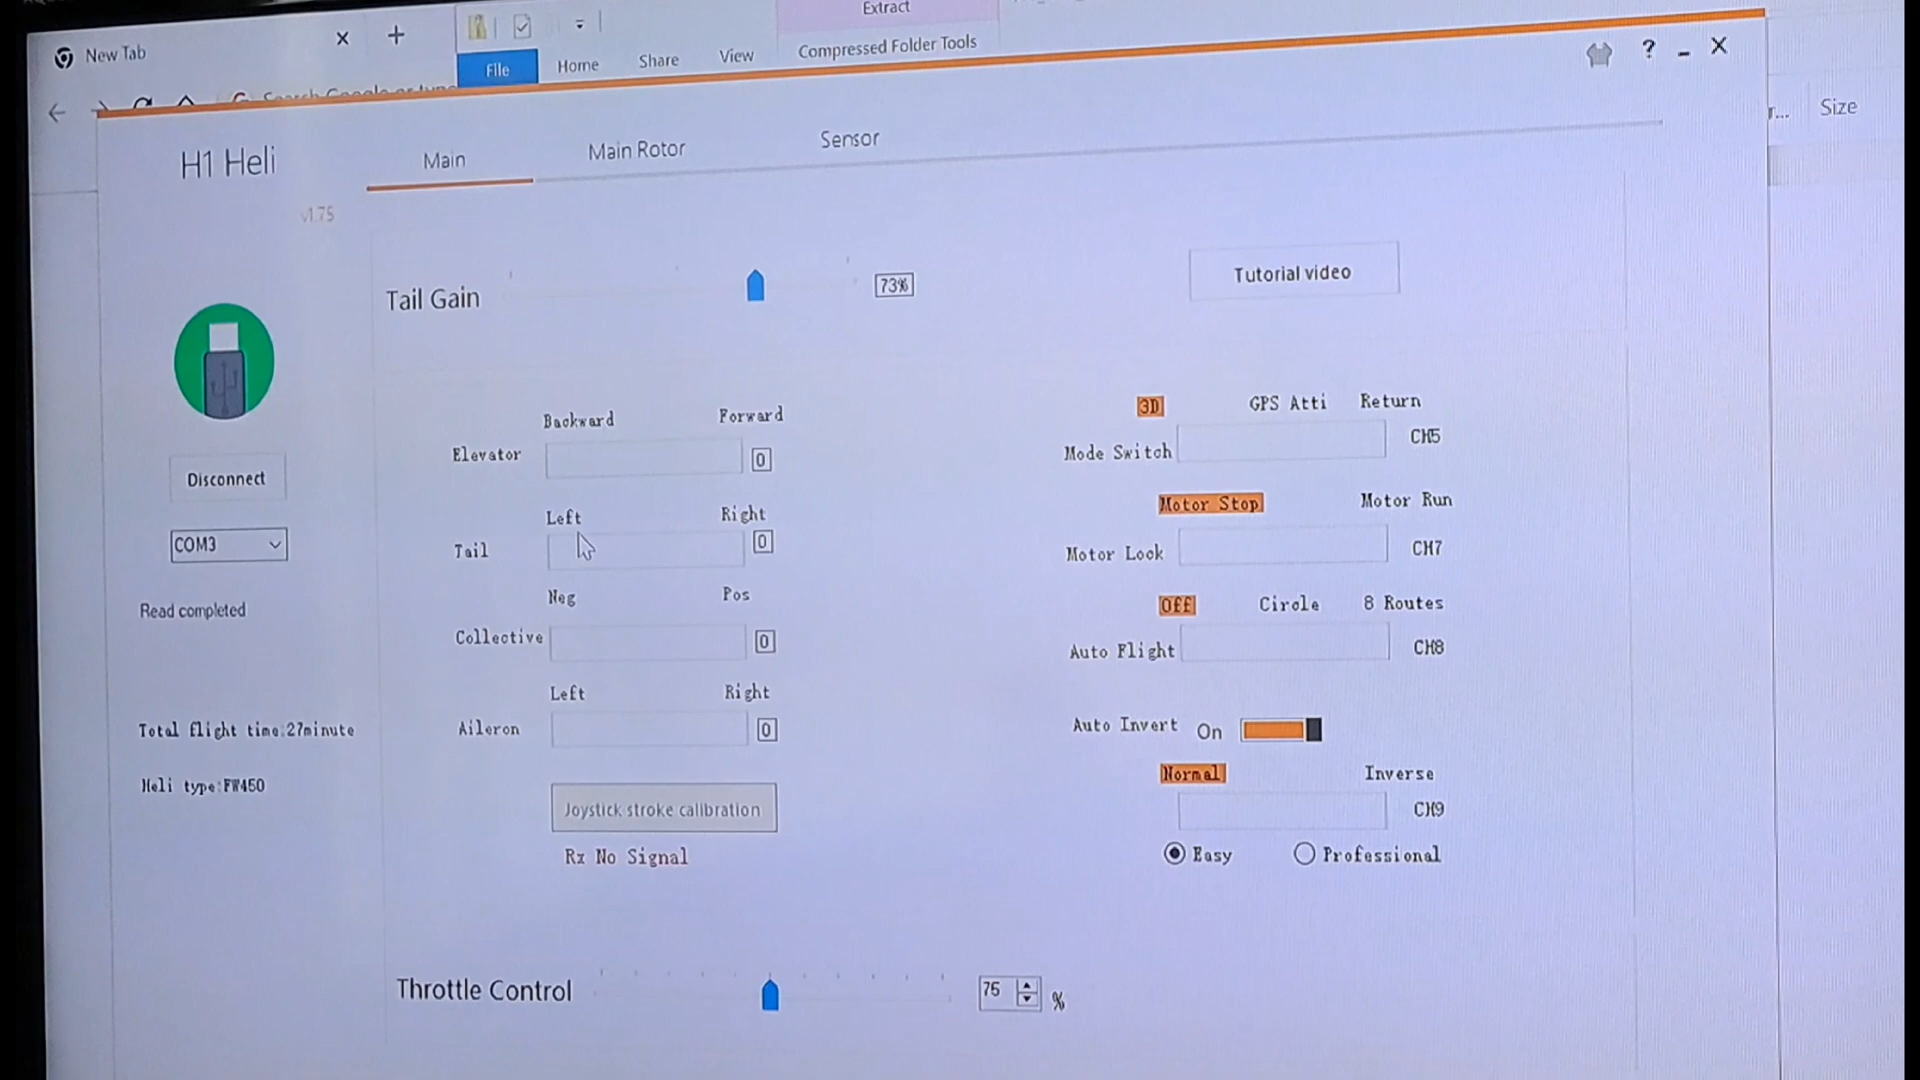 New Tab
Extract
File
Home
Share
View
Compressed Folder Tools
Size
H1 Heli
v1.75
Main
Main Rotor
Sensor
Tail Gain
73%
Tutorial video
Backward
Forward
Elevator
0
Left
Right
Tail
0
Neg
Pos
Collective
0
Left
Right
Aileron
0
Joystick stroke calibration
Rx No Signal
3D
GPS Atti
Return
Mode Switch
CH5
Motor Stop
Motor Run
Motor Lock
CH7
Off
Circle
8 Routes
Auto Flight
CH8
Auto Invert
On
Normal
Inverse
CH9
Easy
Professional
Disconnect
COM3
Read completed
Total flight time:27minute
Heli type:FW450
Throttle Control
75
%